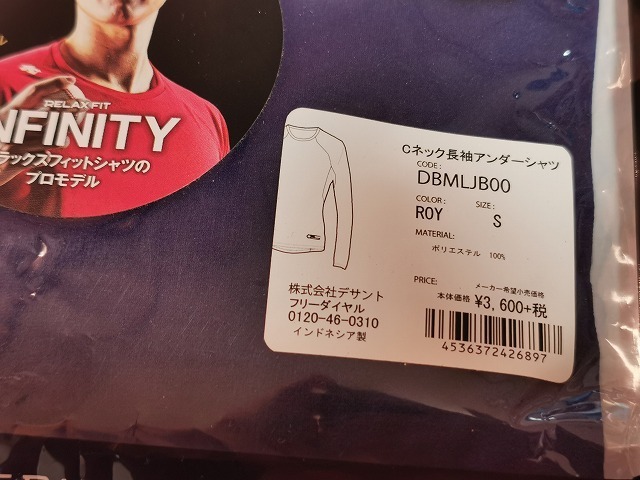 RELAX FIT
NFINITY
ラックスフィットシャツの
プロモデル
Cネック長袖アンダーシャツ
CODE:
DBMLJB00
COLOR: SIZE:
ROY S
MATERIAL:
ポリエステル 100%
PRICE: メーカー希望小売価格
本体価格 ¥3,600+税
株式会社デサント
フリーダイヤル
0120-46-0310
インドネシア製
4536372426897